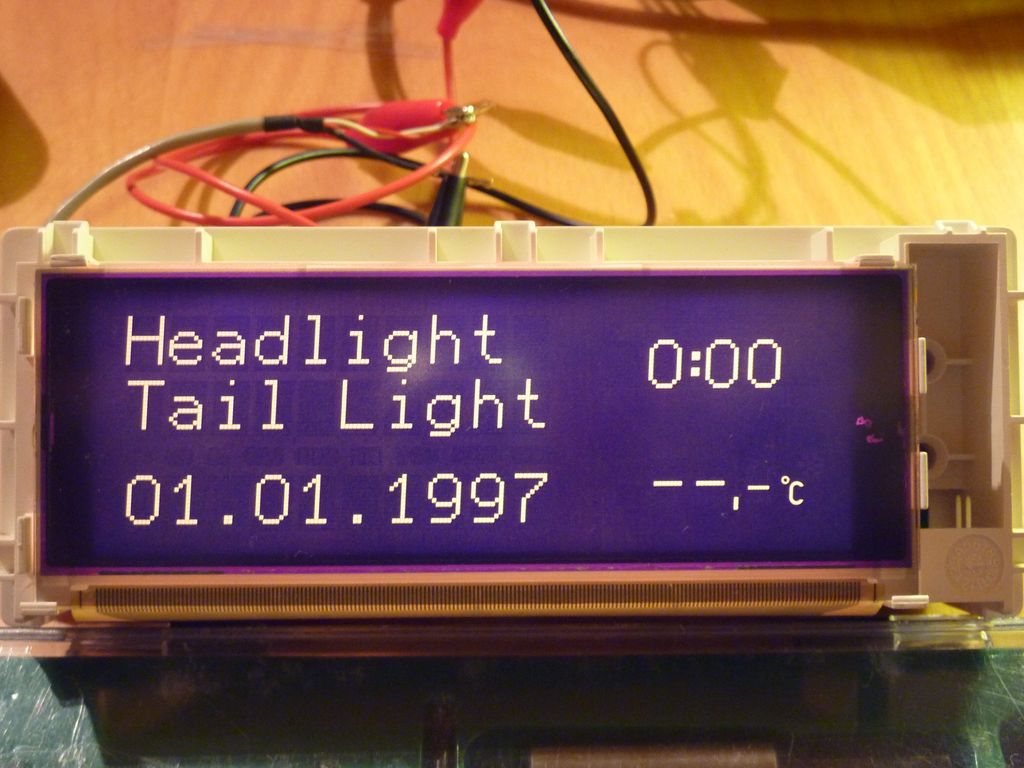 Headlight
Tail Light
0:00
01.01.1997
--,-°C